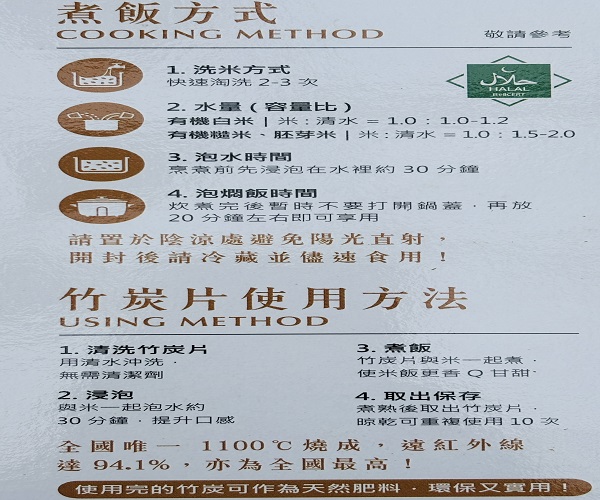 煮飯方式
COOKING METHOD
敬請參考
1. 洗米方式
快速淘洗 2-3 次
حلال
HALAL
2. 水量 ( 容量比 )
有機白米 | 米 : 清水 = 1.0 : 1.0-1.2
有機糙米、胚芽米 | 米 : 清水 = 1.0 : 1.5-2.0
3. 泡水時間
烹煮前先浸泡在水裡約 30 分鐘
4. 泡燜飯時間
炊煮完後暫時不要打開鍋蓋，再放
20 分鐘左右即可享用
請置於陰涼處避免陽光直射，
開封後請冷藏並儘速食用！
竹炭片使用方法
USING METHOD
1. 清洗竹炭片
用清水沖洗．
無需清潔劑
2. 浸泡
與米一起泡水約
30 分鐘．提升口感
3. 煮飯
竹炭片與米一起煮．
使米飯更香 Q 甘甜．
4. 取出保存
煮熟後取出竹炭片．
晾乾可重複使用 10 次
全國唯一 1100℃燒成，遠紅外線
達 94.1%，亦為全國最高！
使用完的竹炭可作為天然肥料．環保又實用！